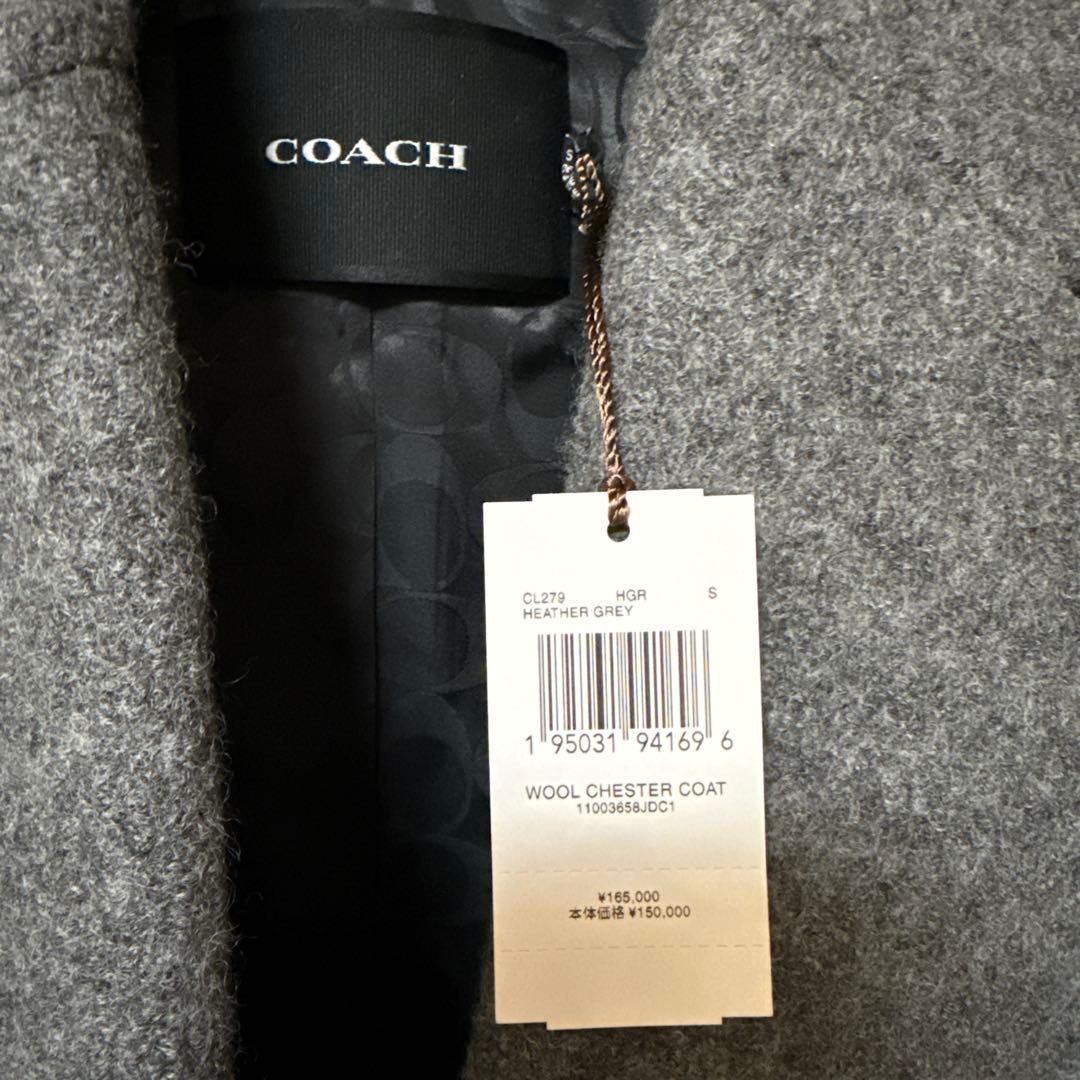 COACH
CL279 HGR S
HEATHER GREY
1 95031 94169 6
WOOL CHESTER COAT
11003658JDC1
¥165,000
本体価格 ¥150,000